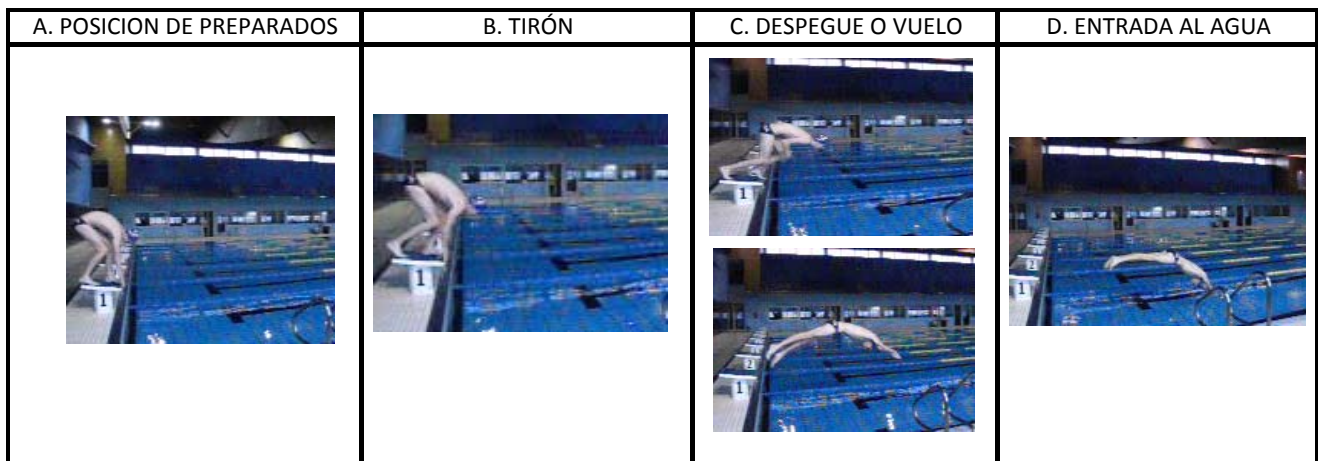 A. POSICION DE PREPARADOS
B. TIRÓN
C. DESPEGUE O VUELO
D. ENTRADA AL AGUA
1
1
1
2
1
2
1